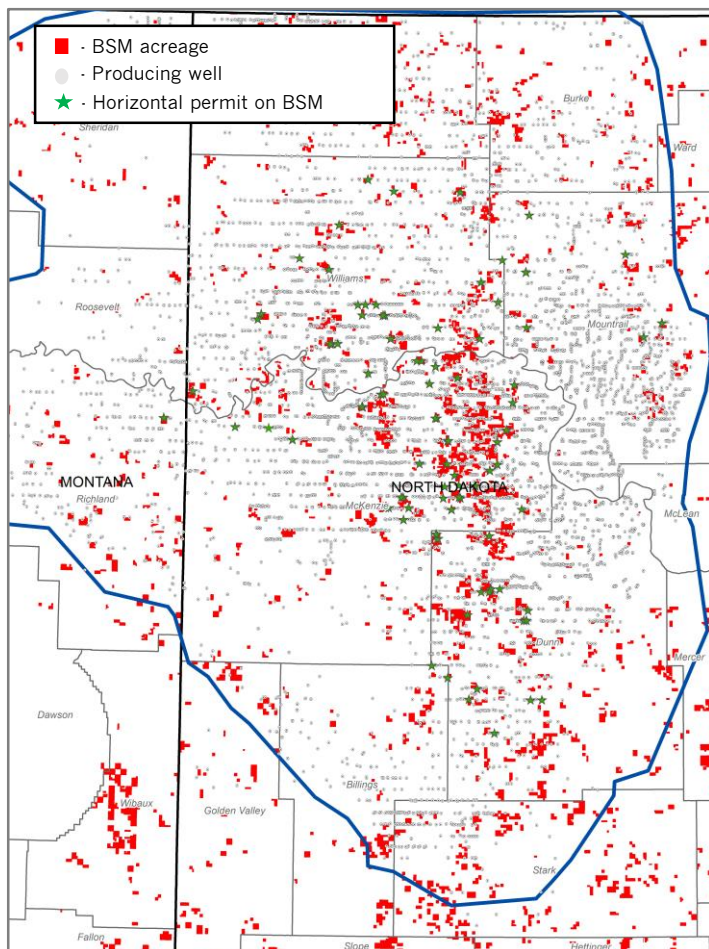 · BSM acreage
· Producing well
· Horizontal permit on BSM
Sheridan
Burke
Ward
Williams
Roosevelt
Mountrail
MONTANA
Richland
NORTH DAKOTA
McKenzie
McLean
Dunn
Mercer
Dawson
Billings
Wibaux
Golden Valley
Stark
Fallon
Slope
Hettinger